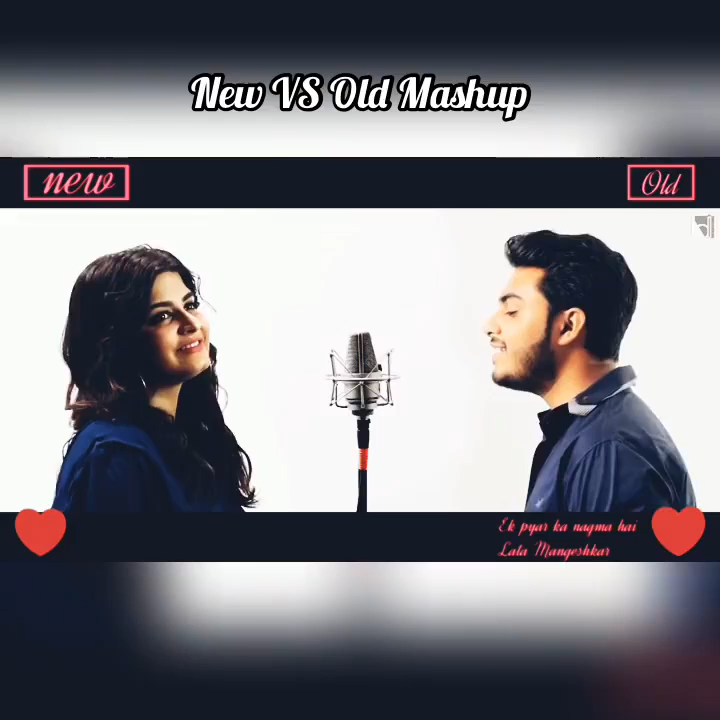 New VS Old Mashup
new
Old
Ek pyar ka nagma hai
Lata Mangeshkar